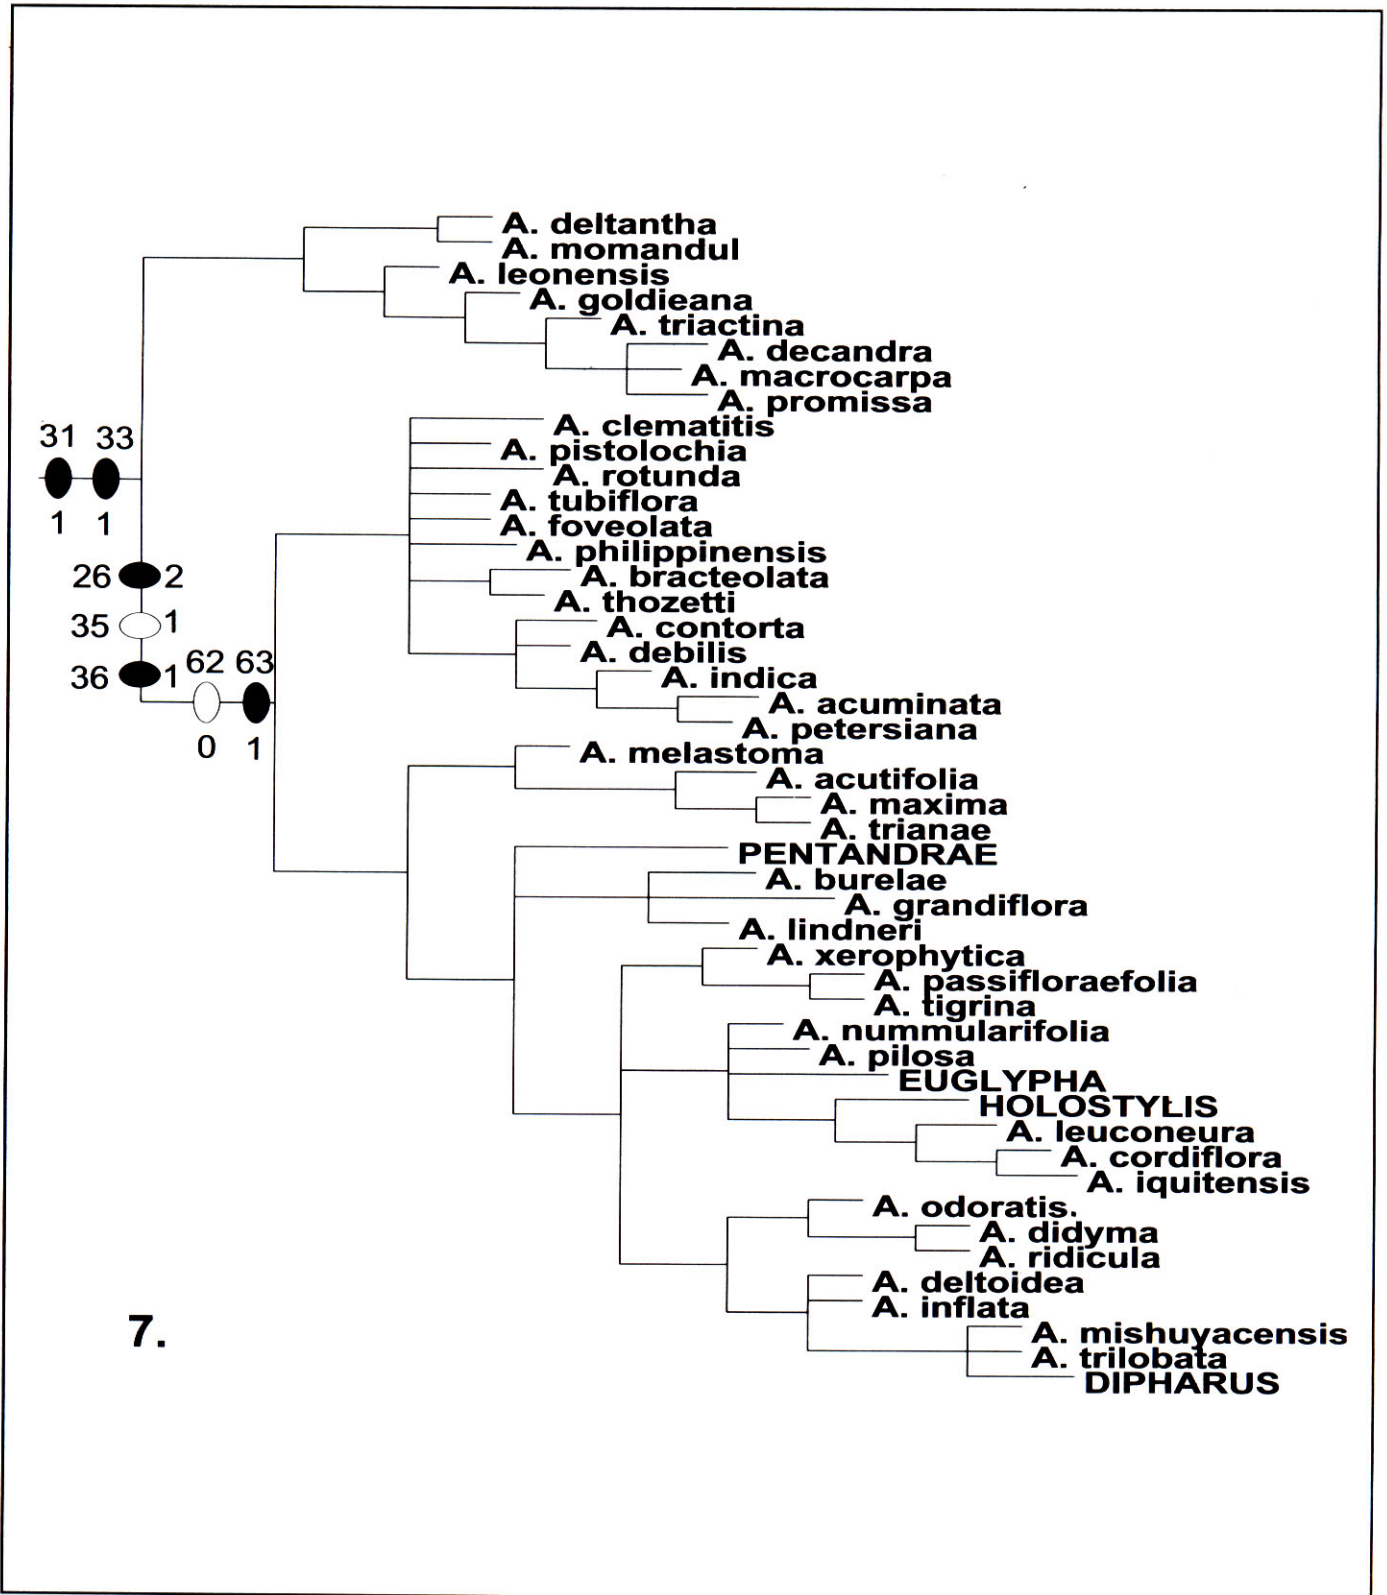 A. deltantha
A. momandul
A. leonensis
A. goldieana
A. triactina
A. decandra
A. macrocarpa
A. promissa
A. clematitis
31 33
A. pistolochia
A. rotunda
A. tubiflora
1 1
A. foveolata
A. philippinensis
26 2
A. bracteolata
A. thozetti
35 1
A. contorta
A. debilis
62 63
36 1
A. indica
A. acuminata
A. petersiana
0 1
A. melastoma
A. acutifolia
A. maxima
A. trianae
PENTANDRAE
A. burelae
A. grandiflora
A. lindneri
A. xerophytica
A. passifloraefolia
A. tigrina
A. nummularifolia
A. pilosa
EUGLYPHA
HOLOSTYLIS
A. leuconeura
A. cordiflora
A. iquitensis
A. odoratis.
A. didyma
A. ridicula
A. deltoidea
A. inflata
7.
A. mishuyacensis
A. trilobata
DIPHARUS